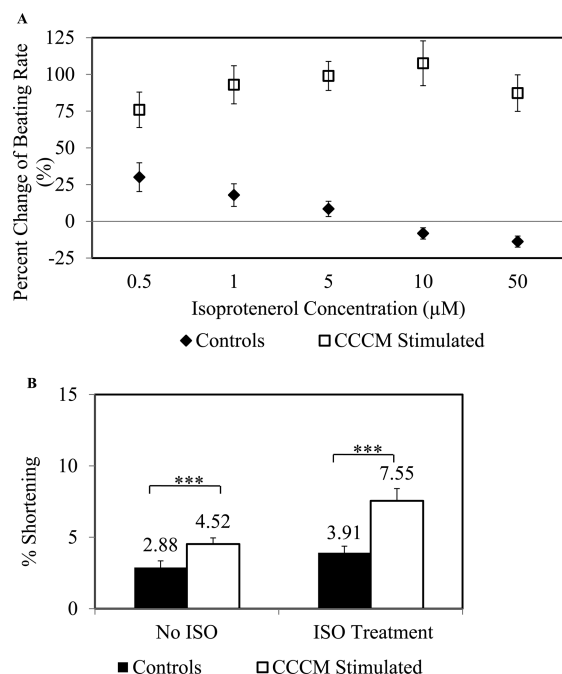 A
Percent Change of Beating Rate
(%)
125
100
75
50
25
0
-25
0.5 1 5 10 50
Isoprotenerol Concentration (µM)
Controls CCCM Stimulated
B
% Shortening
15
10
5
0
***
2.88
4.52
***
3.91
7.55
No ISO ISO Treatment
Controls CCCM Stimulated